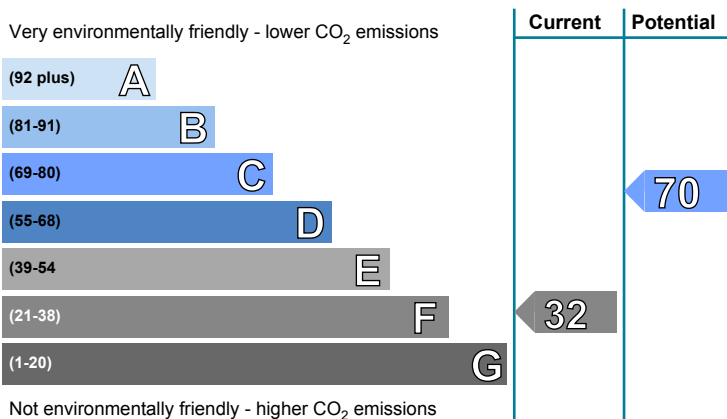 Current Potential
Very environmentally friendly - lower CO₂ emissions
(92 plus) A
(81-91) B
(69-80) C
70
(55-68) D
(39-54 E
(21-38) F
32
(1-20) G
Not environmentally friendly - higher CO₂ emissions